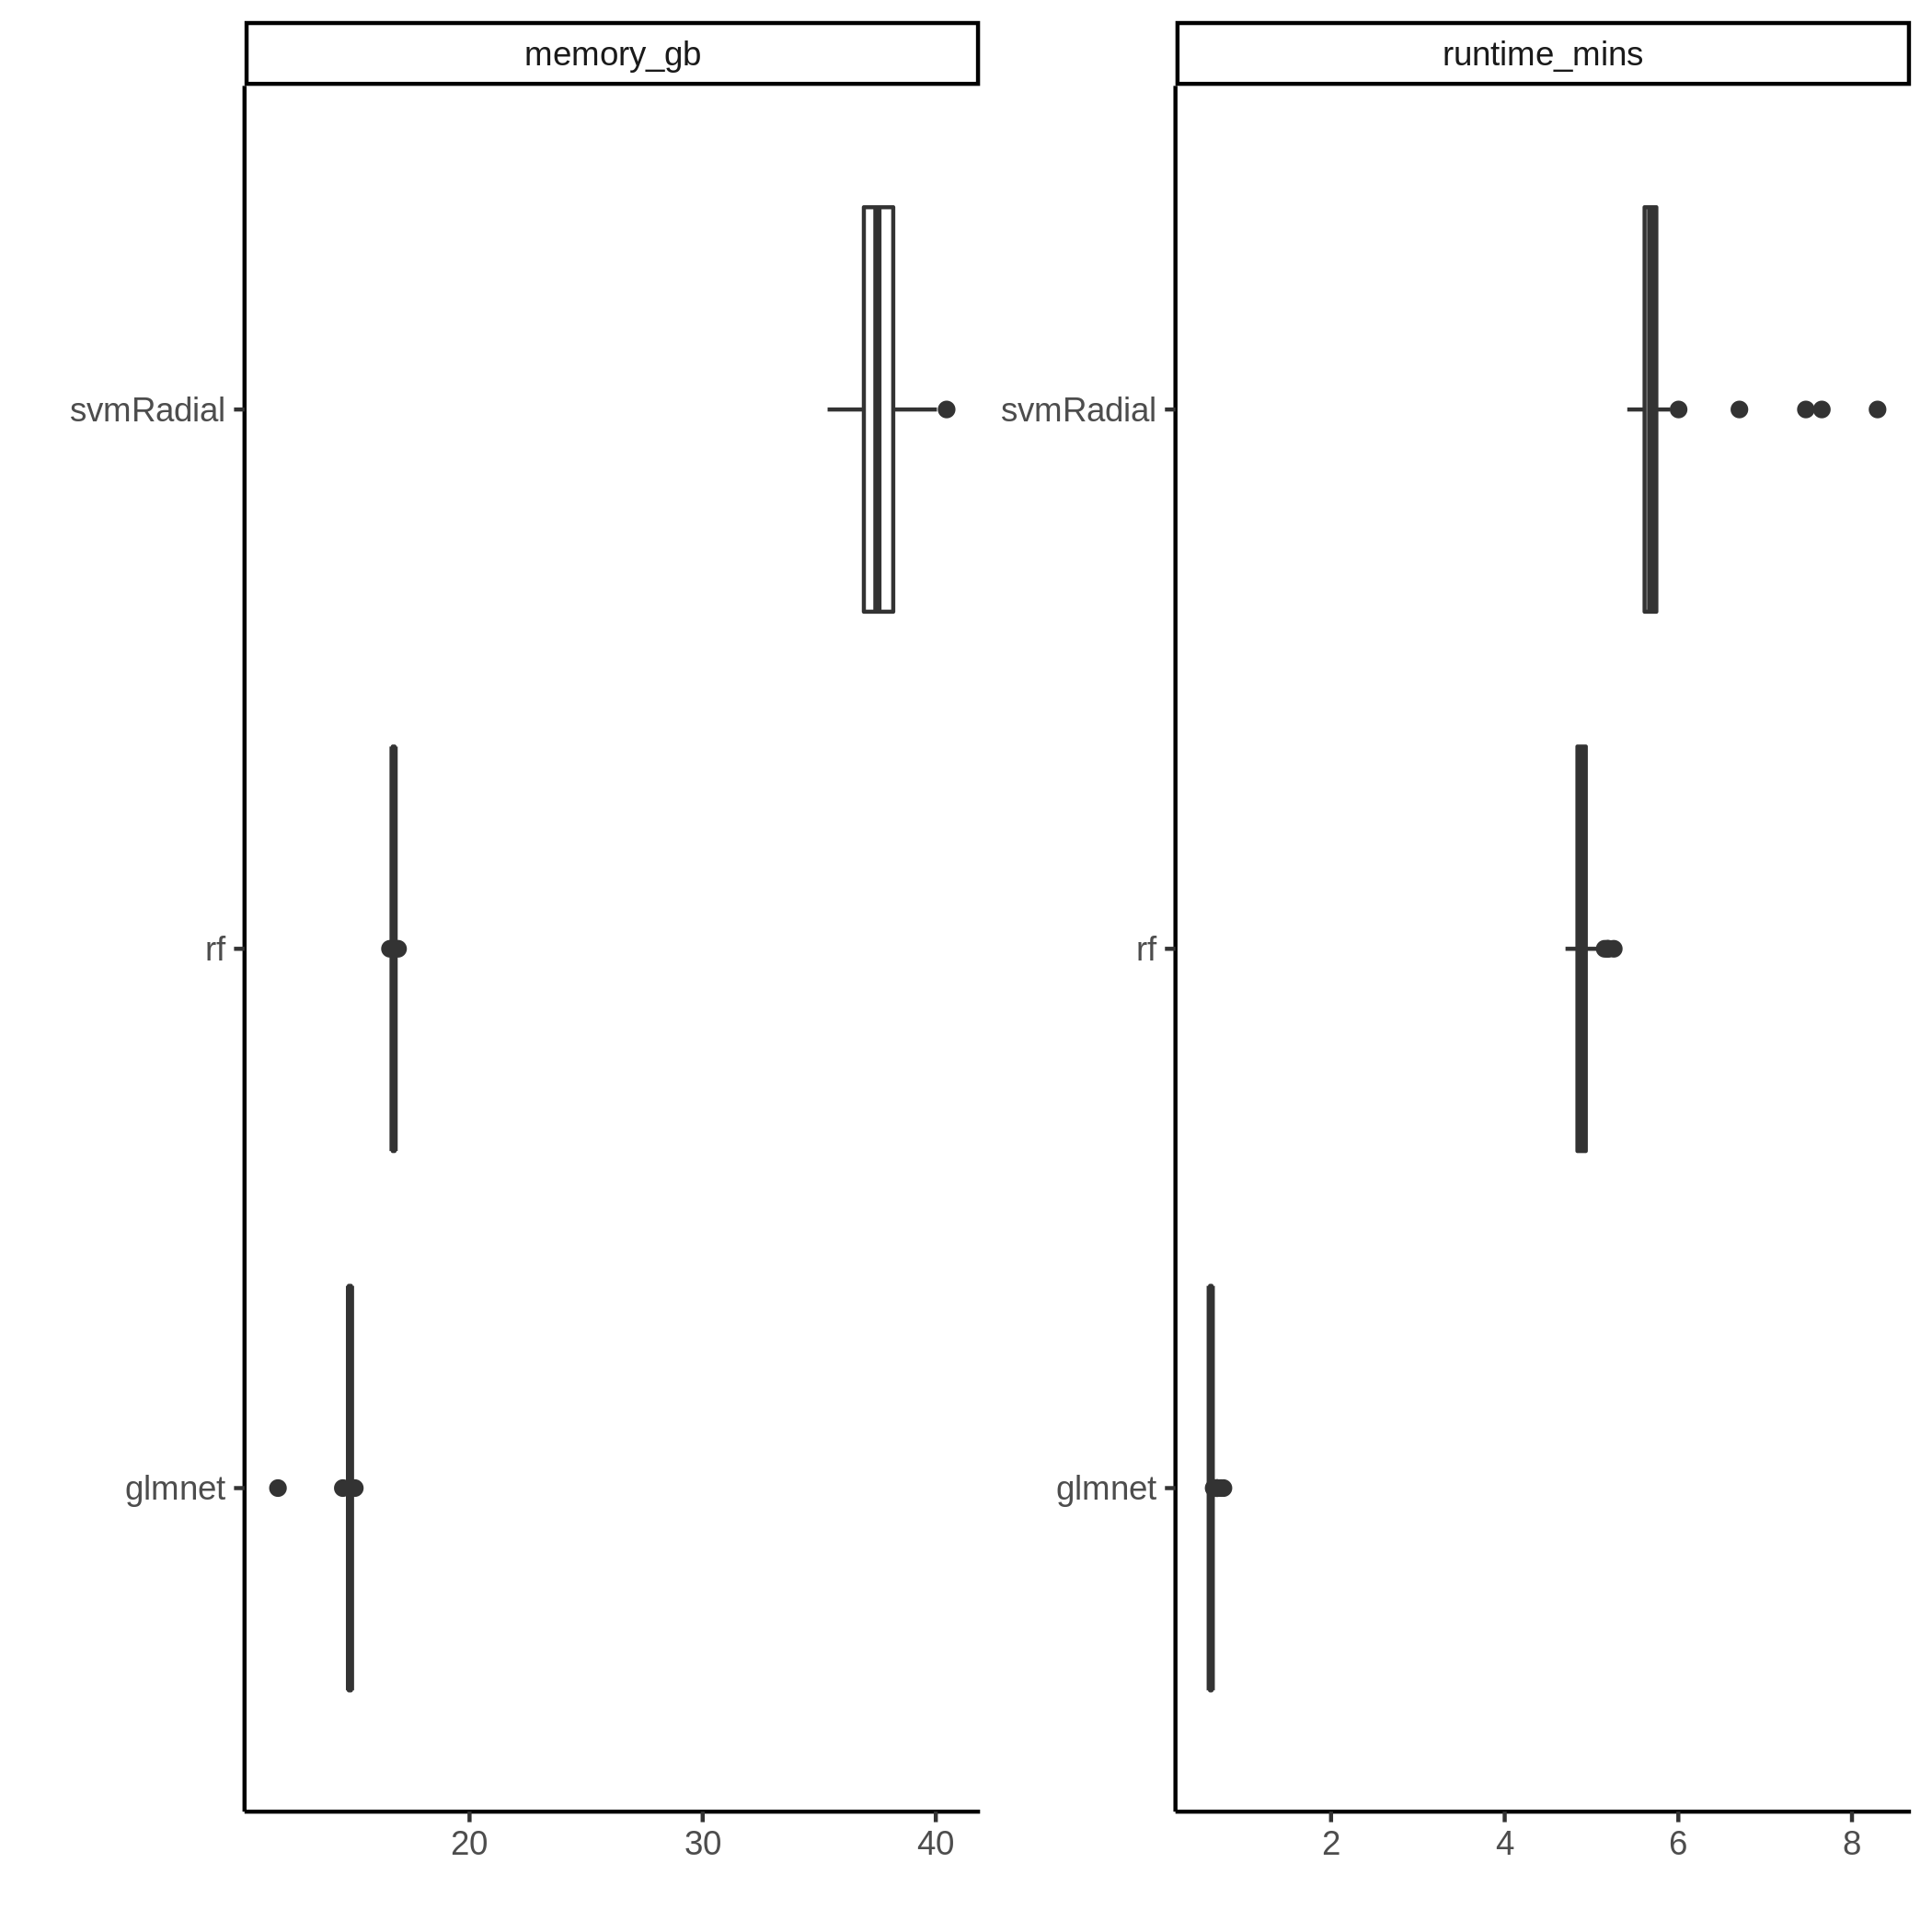 memory_gb
runtime_mins
svmRadial
svmRadial
rf
rf
glmnet
glmnet
20 30 40
2 4 6 8